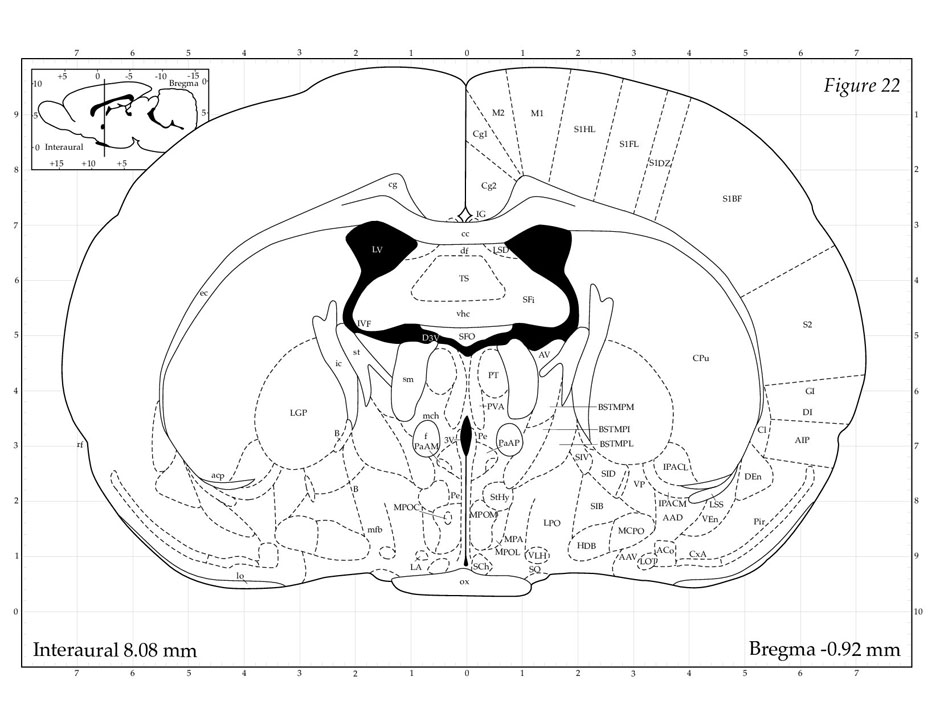 7 6 5 4 3 2 1 0 1 2 3 4 5 6 7
+5 0 -5 -10 -15
Bregma
10 0
5 5
0 Interaural
+15 +10 +5
Figure 22
9 1
8 2
7 3
6 4
5 5
4 6
3 7
2 8
1 9
0 10
M2 M1
S1HL
Cg1
S1FL
S1DZ
cg Cg2
S1BF
IG
cc
LV df LSD
TS
ec SFi
vhc
IVF S2
D3V SFO
st AV CPu
ic
sm PT
GI
PVA BSTMPM
LGP mch DI
BSTMPI
B f 3V Pe PaAP Cl AIP
rf PaAM BSTMPL
SIV
acp SID IPACL DEn
VP
B Pe StHy
MPOC SIB IPACM LSS
MPOM AAD VEn Pir
mfb LPO MCPO
MPA
HDB
MPOL VLH AAV ACo CxA
LA SCh LOT
lo SO
ox
Interaural 8.08 mm
Bregma -0.92 mm
7 6 5 4 3 2 1 0 1 2 3 4 5 6 7